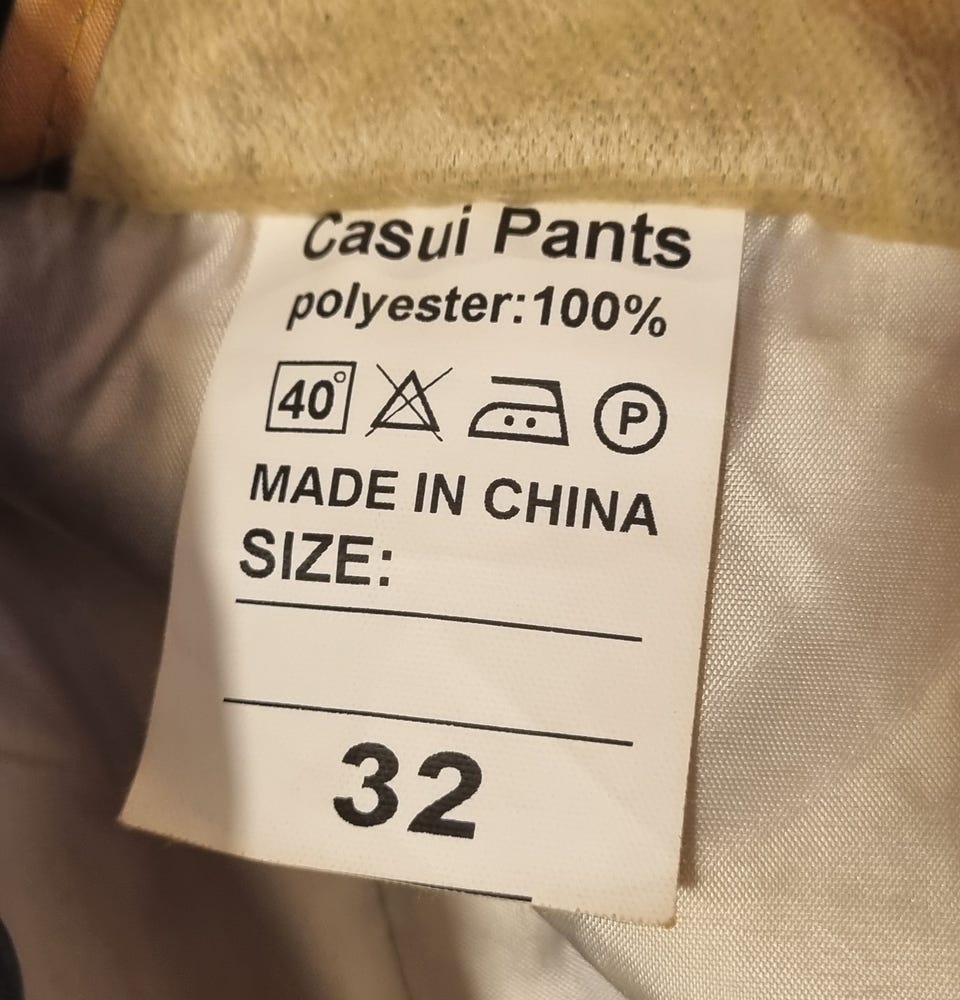 Casui Pants
polyester:100%
40° P
MADE IN CHINA
SIZE:
32